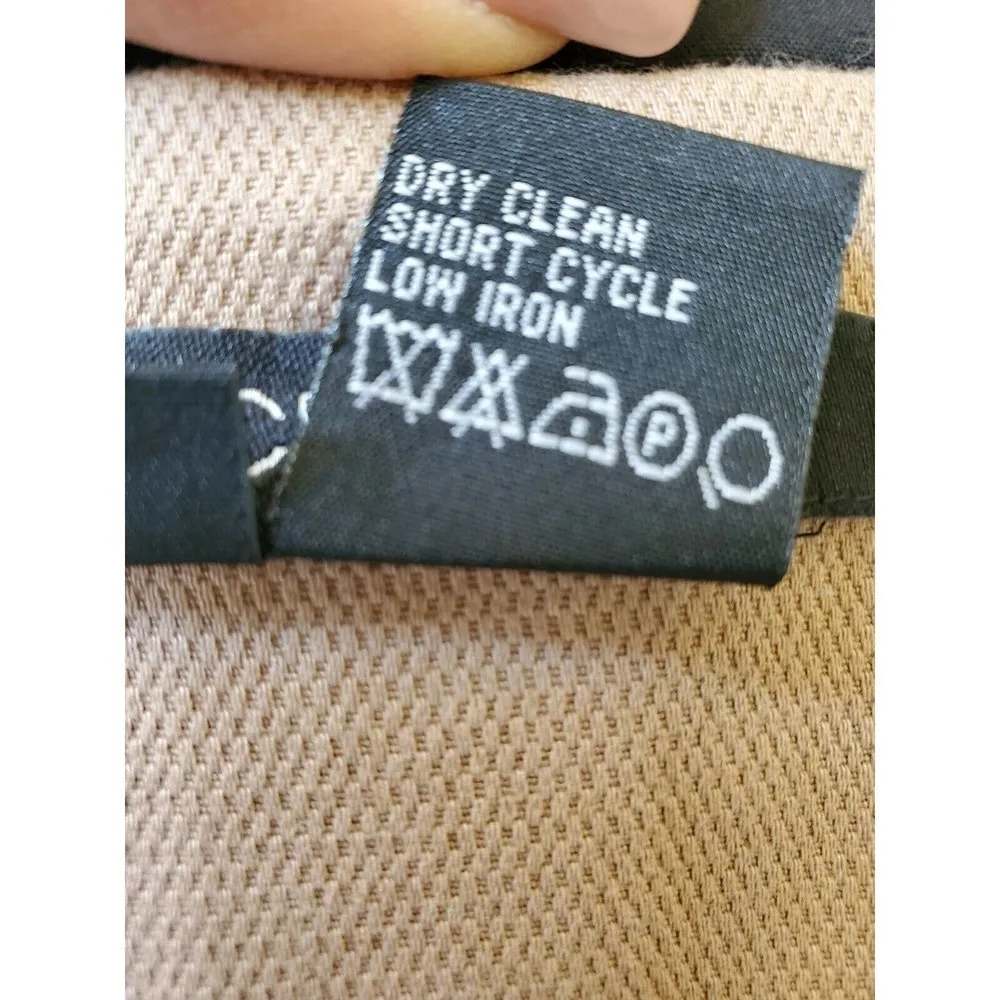 DRY CLEAN
SHORT CYCLE
LOW IRON
P